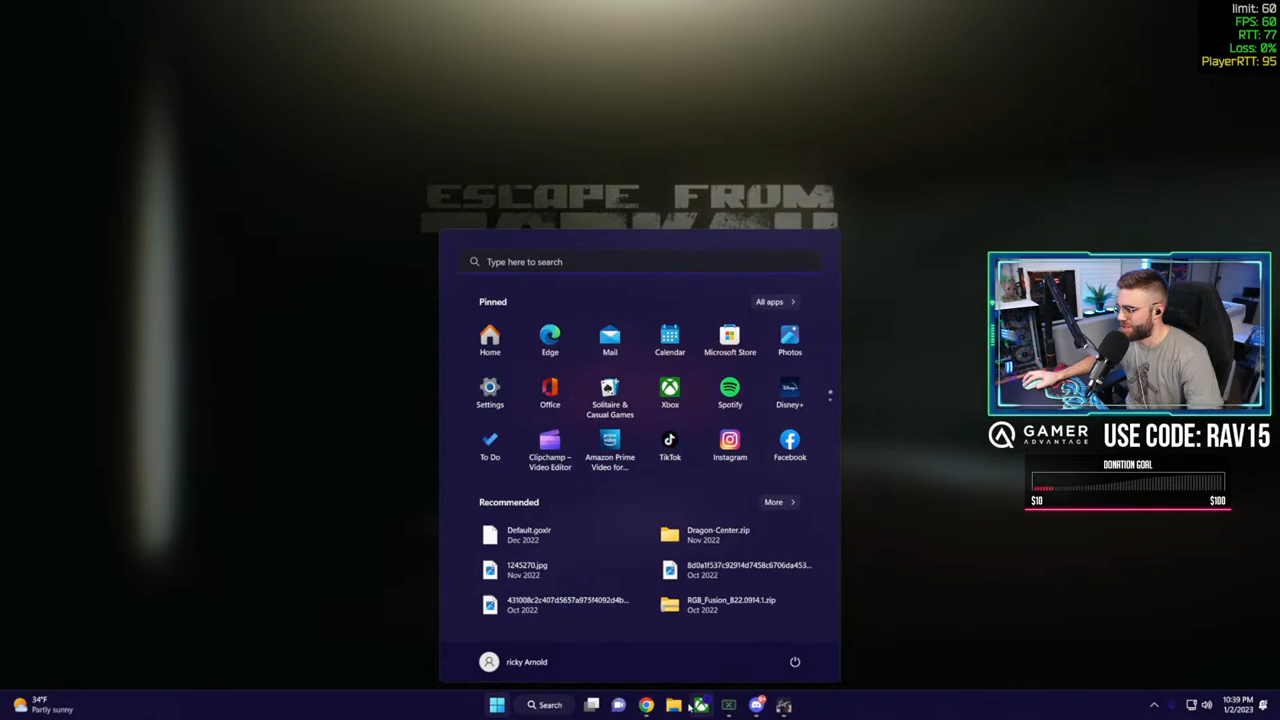 limit: 60
FPS: 60
RTT: 77
Loss: 0%
PlayerRTT: 95
ESCAPE FROM
TARKOV
Type here to search
Pinned
All apps
Home
Edge
Mail
Calendar
Microsoft Store
Photos
Settings
Office
Solitaire &
Casual Games
Xbox
Spotify
Disney+
To Do
Clipchamp –
Video Editor
Amazon Prime
Video for...
TikTok
Instagram
Facebook
Recommended
More
Default.goxlr
Dec 2022
Dragon-Center.zip
Nov 2022
1245270.jpg
Nov 2022
8d0a1f537c92914d7458c6706da453...
Oct 2022
431008c2c407d5657a975f4092d4b...
Oct 2022
RGB_Fusion_B22.0914.1.zip
Oct 2022
ricky Arnold
GAMER
ADVANTAGE
USE CODE: RAV15
DONATION GOAL
$10
$100
34°F
Partly sunny
Search
10:39 PM
1/2/2023